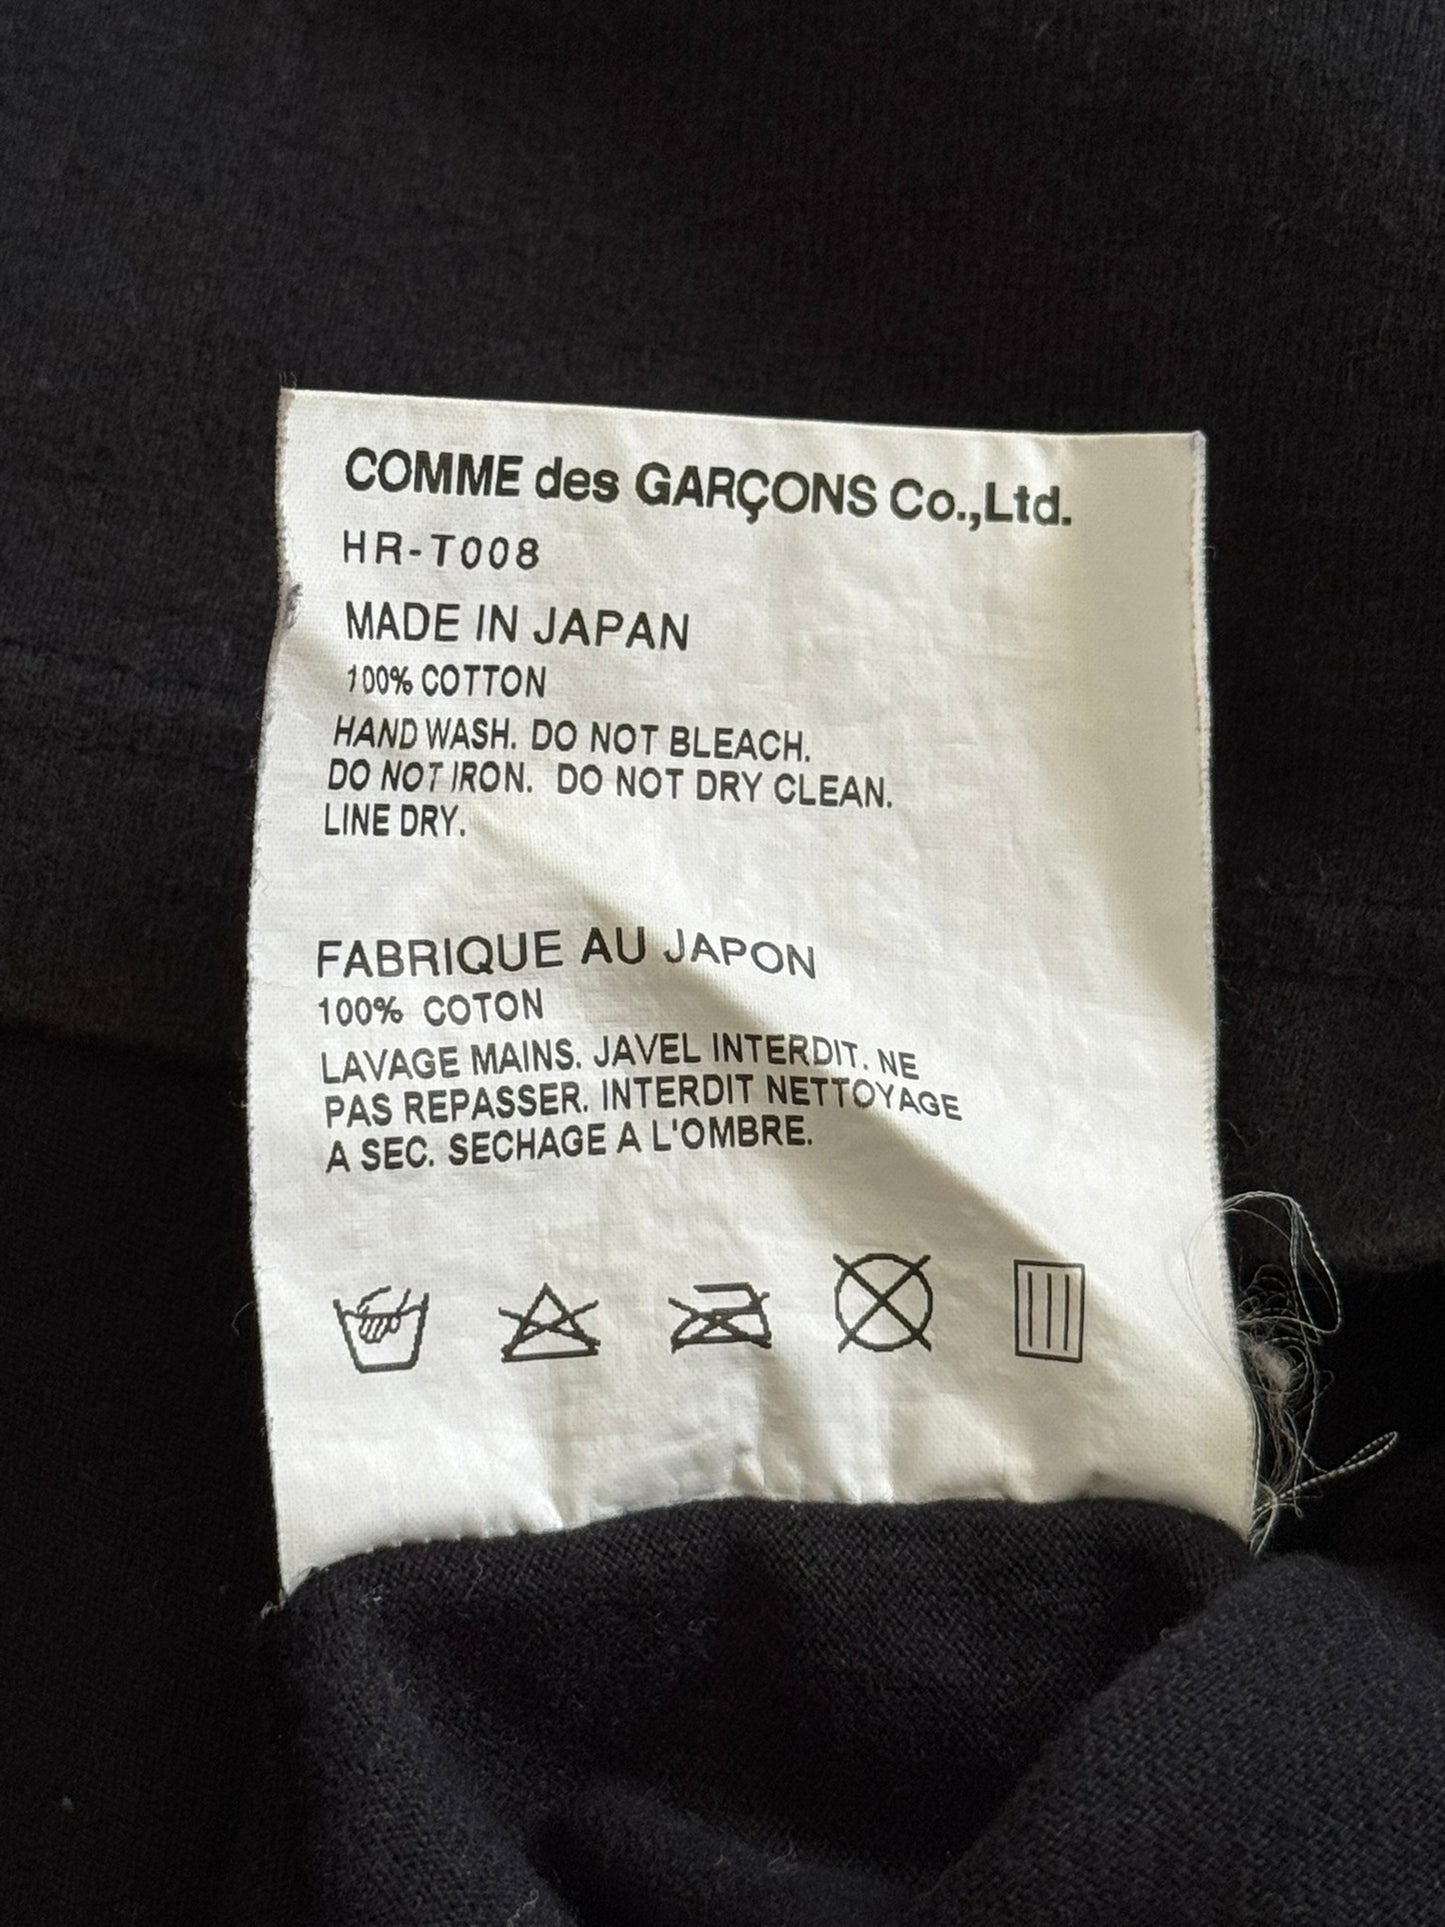 COMME des GARÇONS Co.,Ltd.
HR-T008
MADE IN JAPAN
100% COTTON
HAND WASH. DO NOT BLEACH.
DO NOT IRON. DO NOT DRY CLEAN.
LINE DRY.
FABRIQUE AU JAPON
100% COTON
LAVAGE MAINS. JAVEL INTERDIT. NE
PAS REPASSER. INTERDIT NETTOYAGE
A SEC. SECHAGE A L'OMBRE.